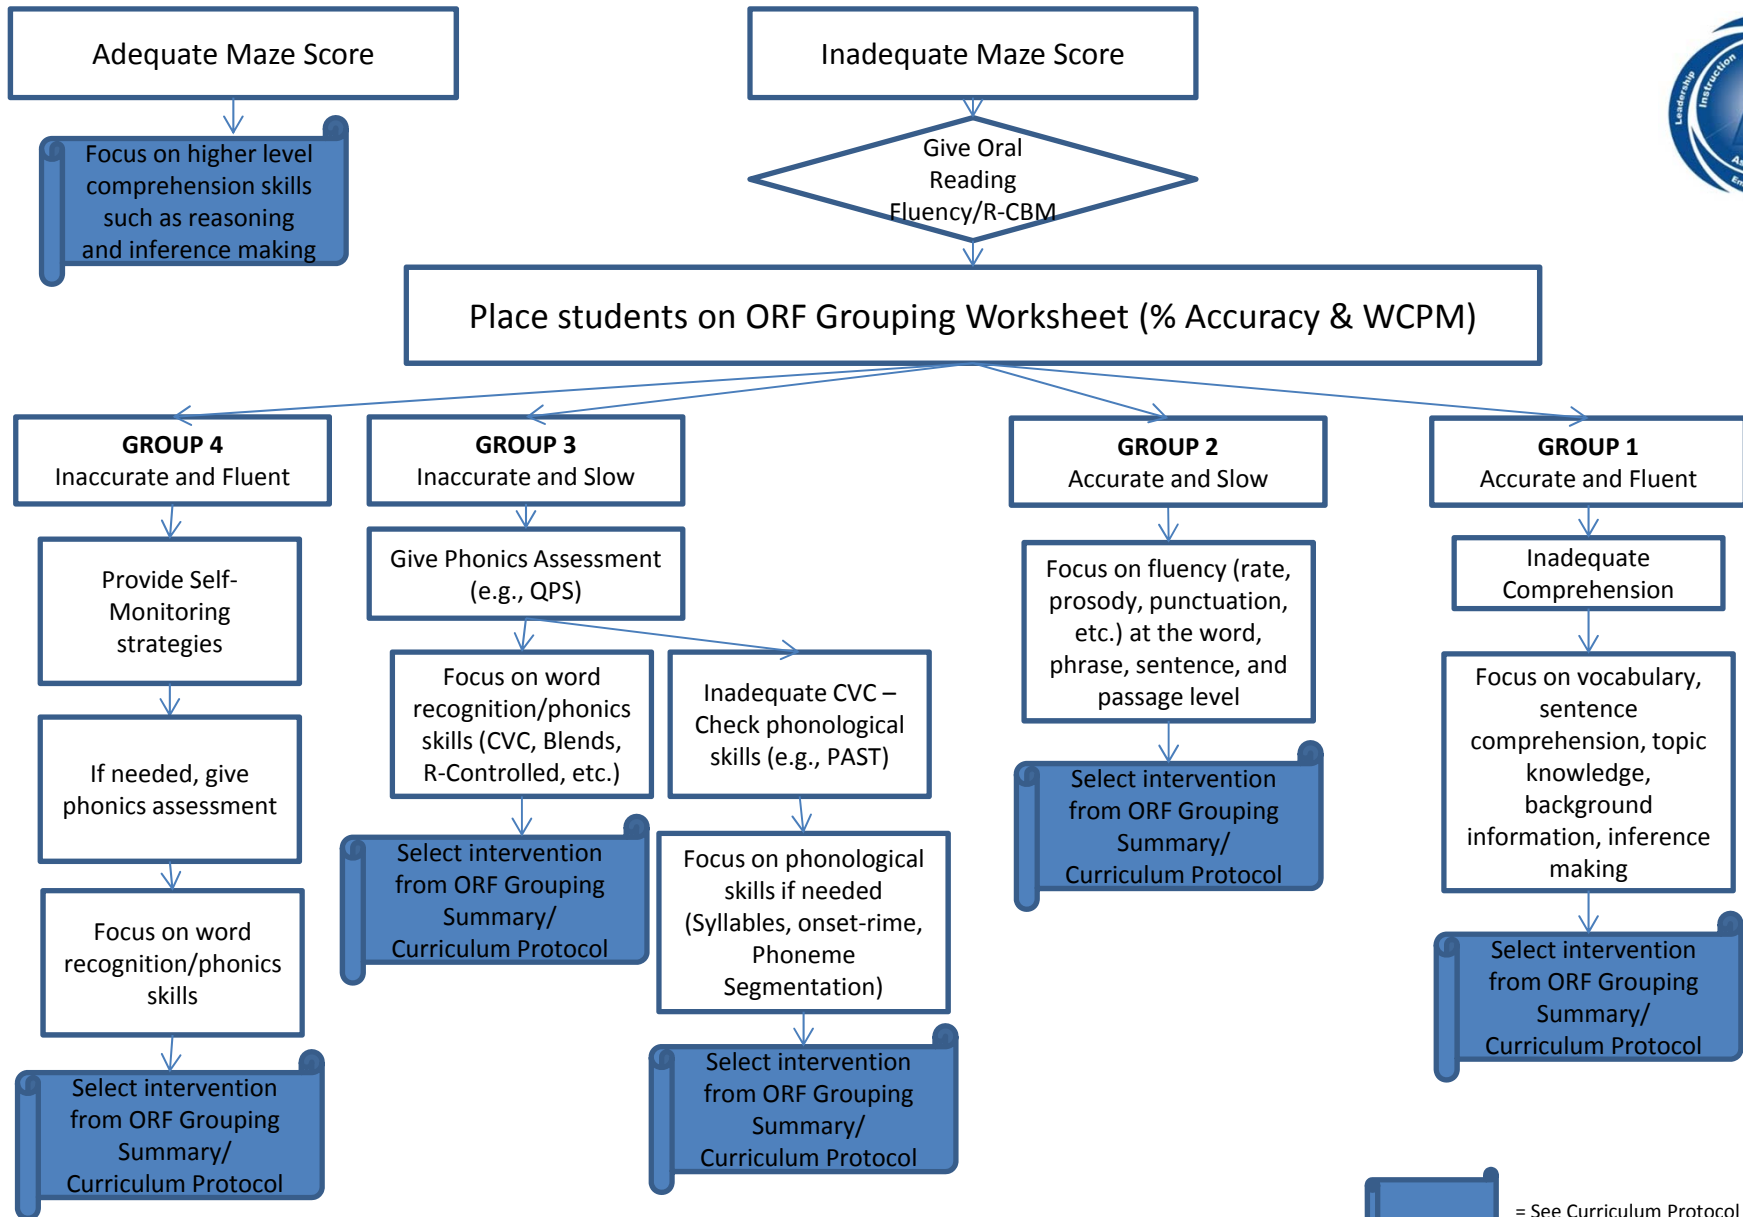 Adequate Maze Score
Inadequate Maze Score
Leadership
Instruction
Focus on higher level
comprehension skills
such as reasoning
and inference making
Give Oral
Reading
Fluency/R-CBM
Place students on ORF Grouping Worksheet (% Accuracy & WCPM)
GROUP 4
Inaccurate and Fluent
Provide Self-
Monitoring
strategies
If needed, give
phonics assessment
Focus on word
recognition/phonics
skills
Select intervention
from ORF Grouping
Summary/
Curriculum Protocol
GROUP 3
Inaccurate and Slow
Give Phonics Assessment
(e.g., QPS)
Focus on word
recognition/phonics
skills (CVC, Blends,
R-Controlled, etc.)
Select intervention
from ORF Grouping
Summary/
Curriculum Protocol
Inadequate CVC –
Check phonological
skills (e.g., PAST)
Focus on phonological
skills if needed
(Syllables, onset-rime,
Phoneme
Segmentation)
Select intervention
from ORF Grouping
Summary/
Curriculum Protocol
GROUP 2
Accurate and Slow
Focus on fluency (rate,
prosody, punctuation,
etc.) at the word,
phrase, sentence, and
passage level
Select intervention
from ORF Grouping
Summary/
Curriculum Protocol
GROUP 1
Accurate and Fluent
Inadequate
Comprehension
Focus on vocabulary,
sentence
comprehension, topic
knowledge,
background
information, inference
making
Select intervention
from ORF Grouping
Summary/
Curriculum Protocol
= See Curriculum Protocol